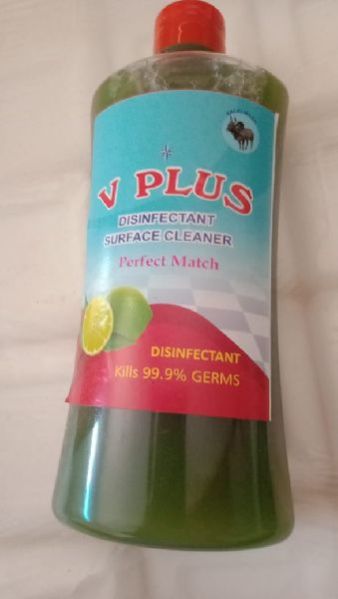 V PLUS
DISINFECTANT
SURFACE CLEANER
Perfect Match
DISINFECTANT
Kills 99.9% GERMS